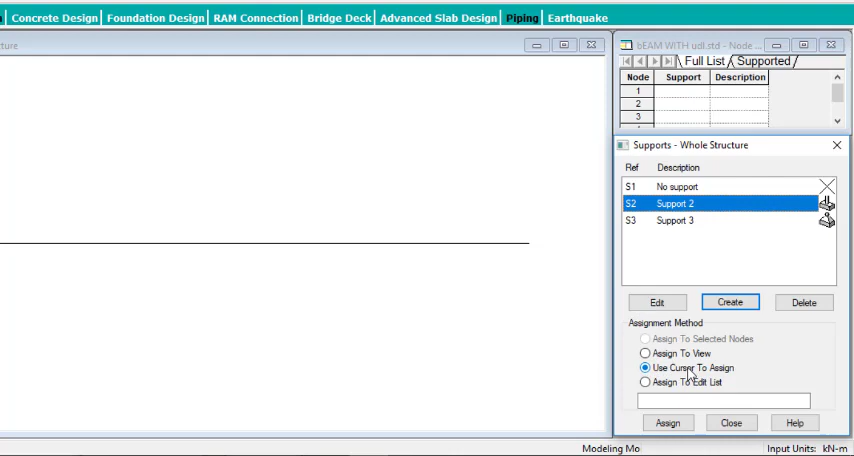 Concrete Design | Foundation Design | RAM Connection | Bridge Deck | Advanced Slab Design | Piping | Earthquake
cture
bEAM WITH udl.std - Node ...
Full List / Supported
Node Support Description
1
2
3
Supports - Whole Structure
Ref Description
S1 No support
S2 Support 2
S3 Support 3
Edit Create Delete
Assignment Method
Assign To Selected Nodes
Assign To View
Use Cursor To Assign
Assign To Edit List
Assign Close Help
Modeling Mo Input Units: kN-m